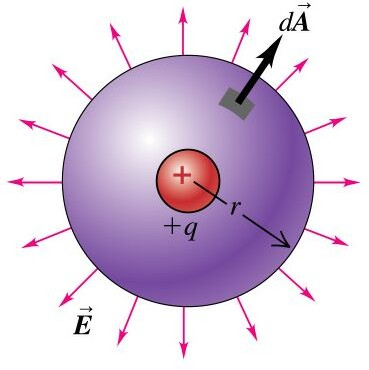 dA⃗
+
r
+q
E⃗